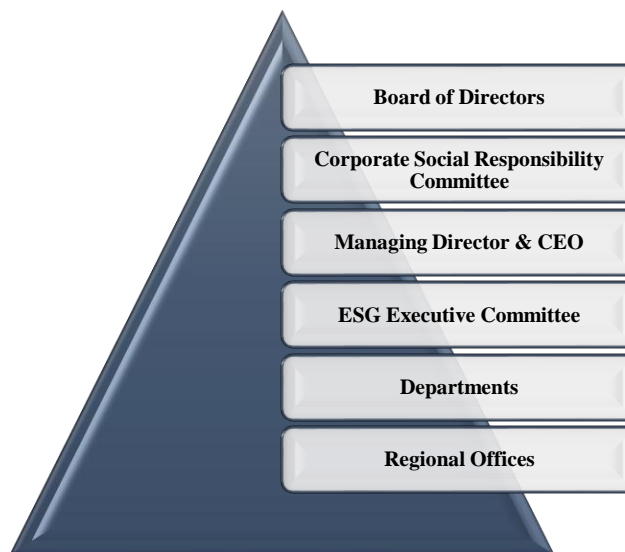 Board of Directors
Corporate Social Responsibility
Committee
Managing Director & CEO
ESG Executive Committee
Departments
Regional Offices